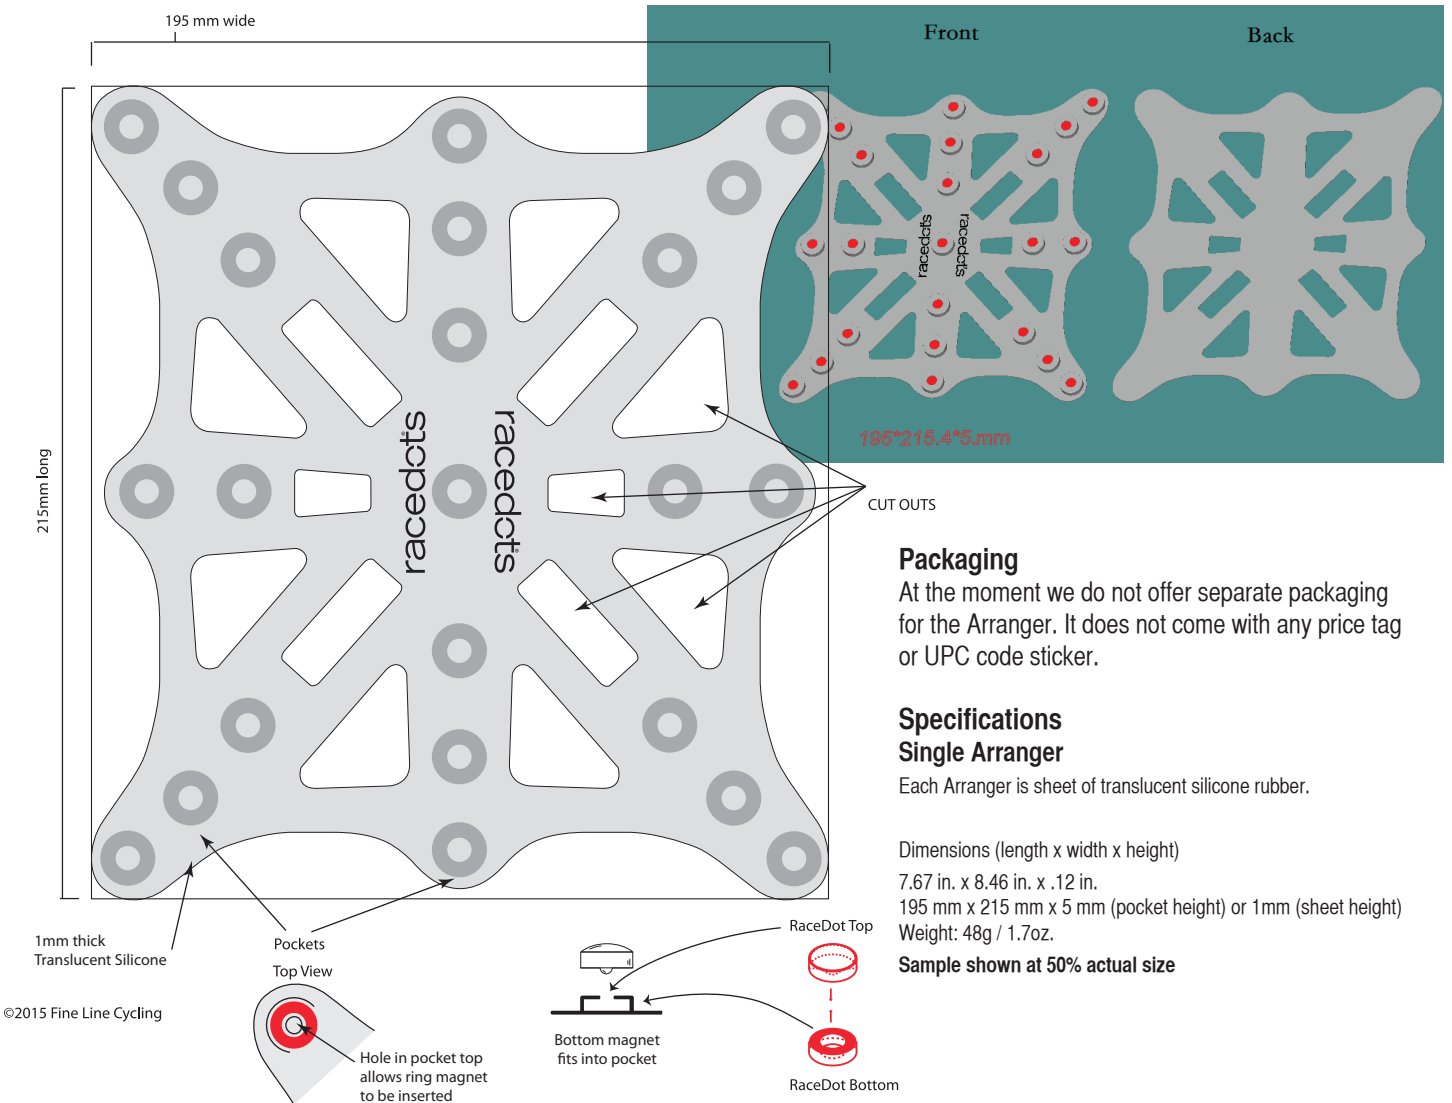 195 mm wide
Front
Back
racedots
racedots
195*215.4*5.mm
215mm long
racedots
racedots
CUT OUTS
Packaging
At the moment we do not offer separate packaging
for the Arranger. It does not come with any price tag
or UPC code sticker.
Specifications
Single Arranger
Each Arranger is sheet of translucent silicone rubber.
Dimensions (length x width x height)
7.67 in. x 8.46 in. x .12 in.
195 mm x 215 mm x 5 mm (pocket height) or 1mm (sheet height)
Weight: 48g / 1.7oz.
Sample shown at 50% actual size
1mm thick
Translucent Silicone
Pockets
Top View
©2015 Fine Line Cycling
Hole in pocket top
allows ring magnet
to be inserted
Bottom magnet
fits into pocket
RaceDot Top
RaceDot Bottom